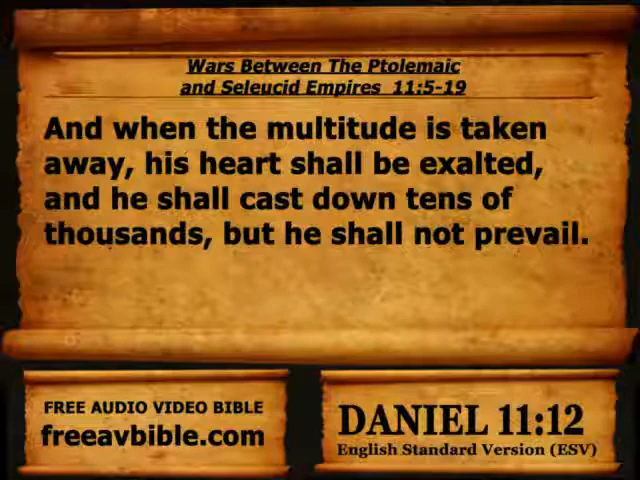 Wars Between The Ptolemaic
and Seleucid Empires 11:5-19
And when the multitude is taken
away, his heart shall be exalted,
and he shall cast down tens of
thousands, but he shall not prevail.
FREE AUDIO VIDEO BIBLE
freeavbible.com
DANIEL 11:12
English Standard Version (ESV)